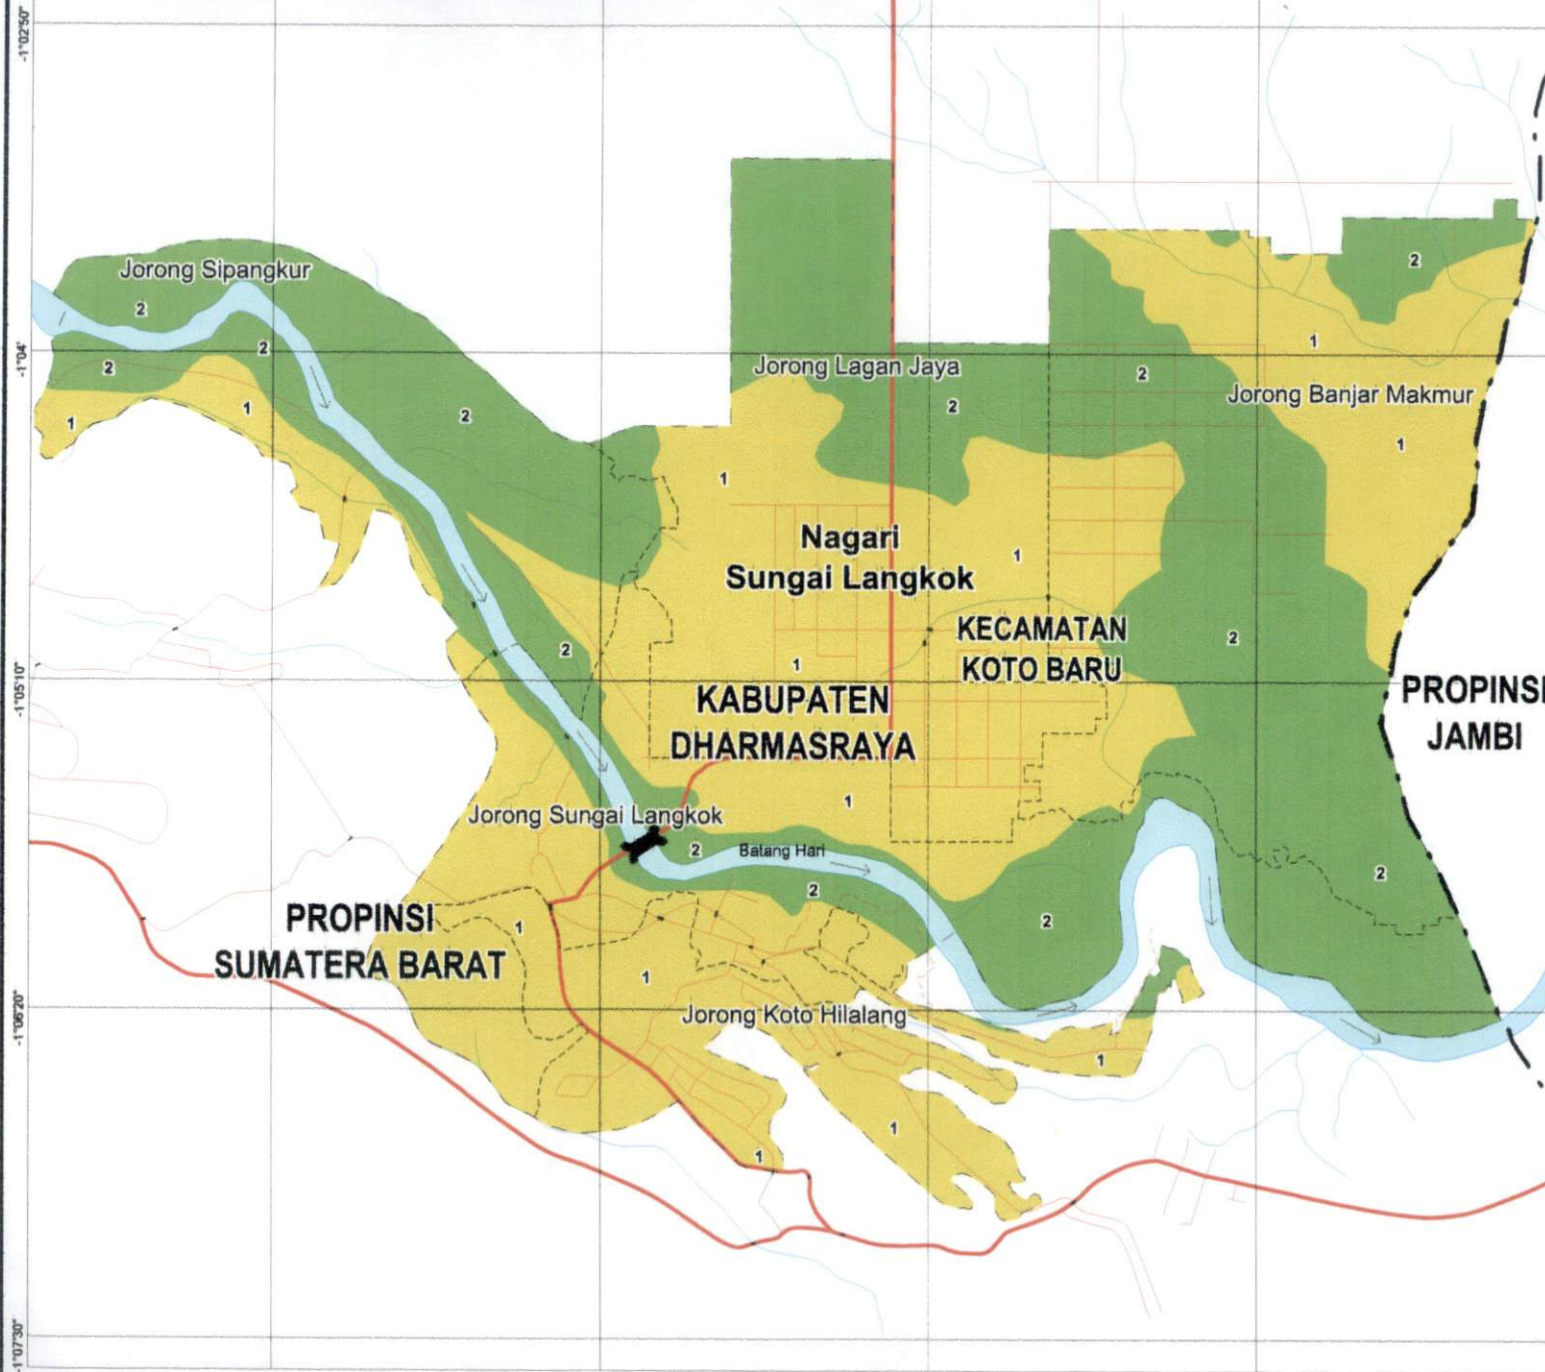 -1°02'50"
Jorong Sipangkur
2
2
2
2
-1°04'
Jorong Lagan Jaya
2
2
1
Jorong Banjar Makmur
2
1
1
1
2
1
Nagari
Sungai Langkok
1
KECAMATAN
KOTO BARU
2
2
1
-1°05'10"
KABUPATEN
DHARMASRAYA
PROPINSI
JAMBI
1
Jorong Sungai Langkok
2
Batang Hari
2
2
2
PROPINSI
SUMATERA BARAT
1
1
-1°06'20"
Jorong Koto Hilalang
1
1
1
-1°07'30"